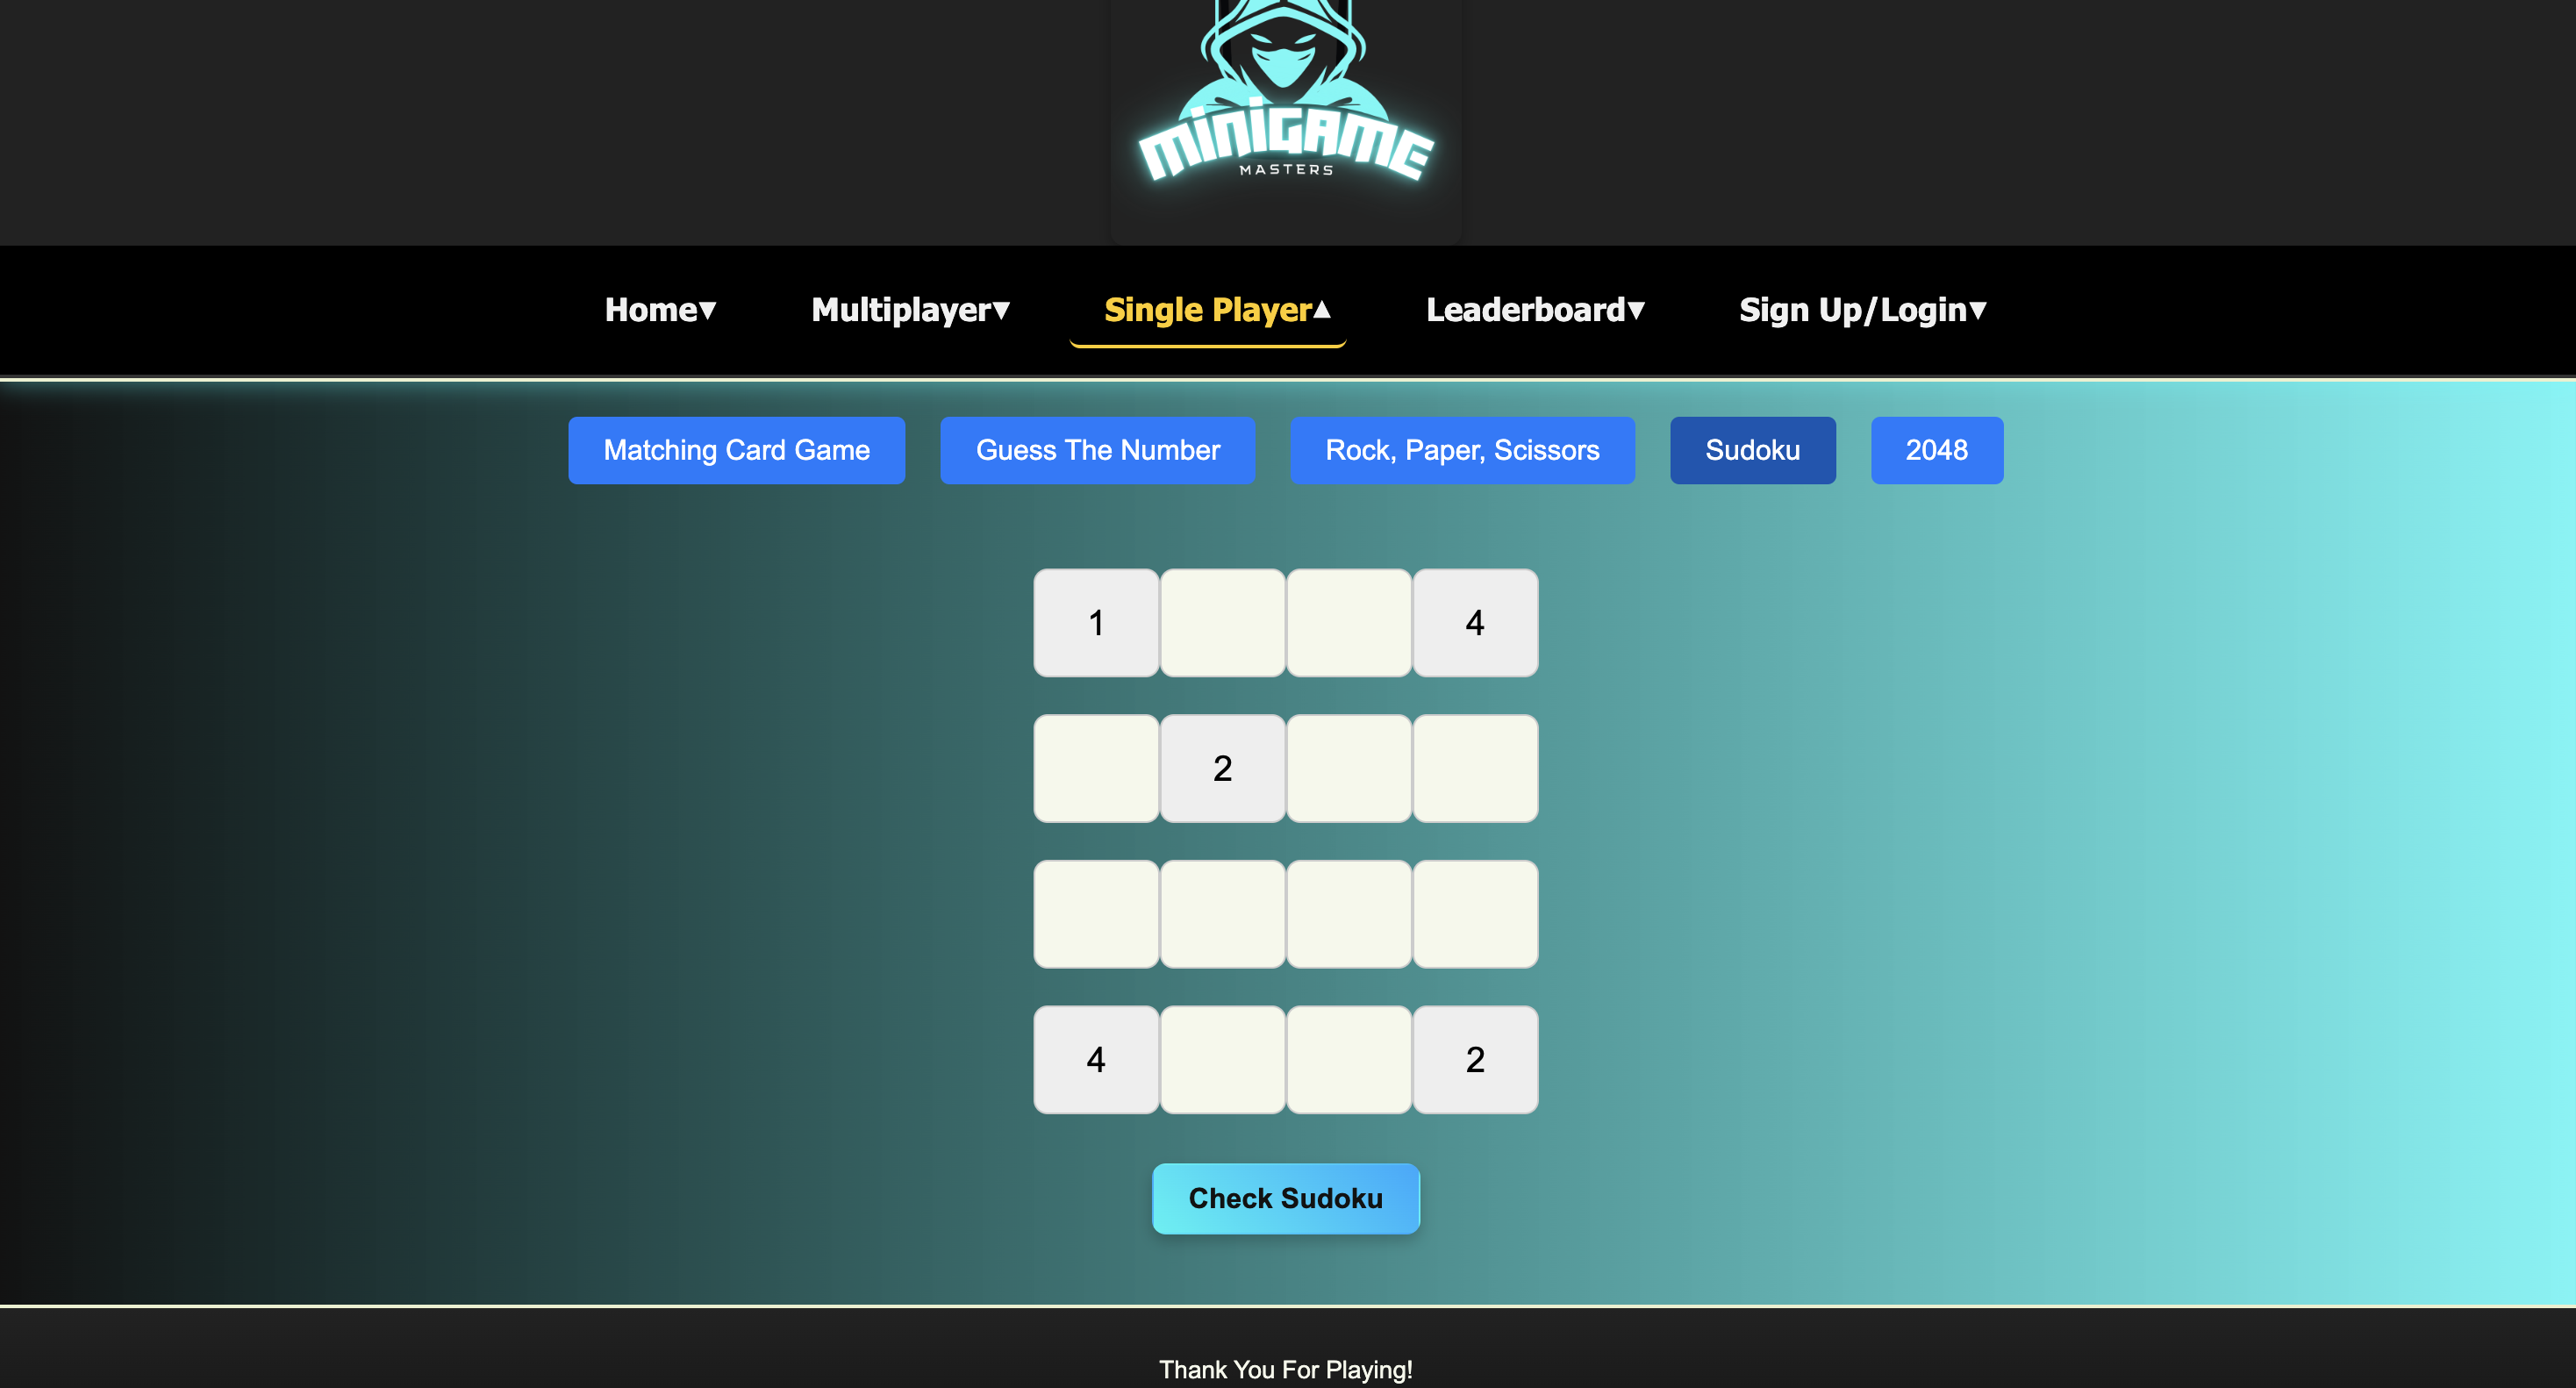 MINIGAME
MASTERS
Home▼ Multiplayer▼ Single Player▲ Leaderboard▼ Sign Up/Login▼
Matching Card Game Guess The Number Rock, Paper, Scissors Sudoku 2048
1 4
2
4 2
Check Sudoku
Thank You For Playing!